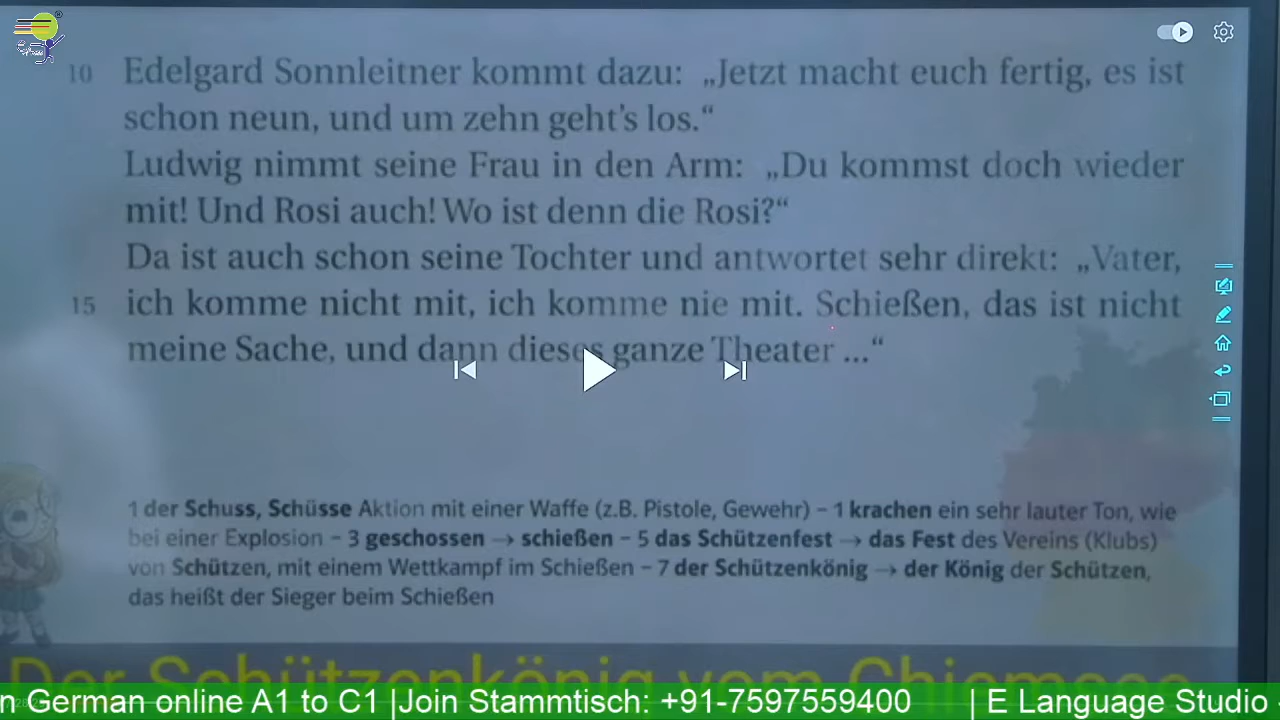 10 Edelgard Sonnleitner kommt dazu: „Jetzt macht euch fertig, es ist
schon neun, und um zehn geht’s los.“
Ludwig nimmt seine Frau in den Arm: „Du kommst doch wieder
mit! Und Rosi auch! Wo ist denn die Rosi?“
Da ist auch schon seine Tochter und antwortet sehr direkt: „Vater,
15 ich komme nicht mit, ich komme nie mit. Schießen, das ist nicht
meine Sache, und dann dieses ganze Theater ...“
1 der Schuss, Schüsse Aktion mit einer Waffe (z.B. Pistole, Gewehr) – 1 krachen ein sehr lauter Ton, wie
bei einer Explosion – 3 geschossen → schießen – 5 das Schützenfest → das Fest des Vereins (Klubs)
von Schützen, mit einem Wettkampf im Schießen – 7 der Schützenkönig → der König der Schützen,
das heißt der Sieger beim Schießen
Der Schützenkönig vom Chiemsee
n German online A1 to C1 |Join Stammtisch: +91-7597559400 | E Language Studio